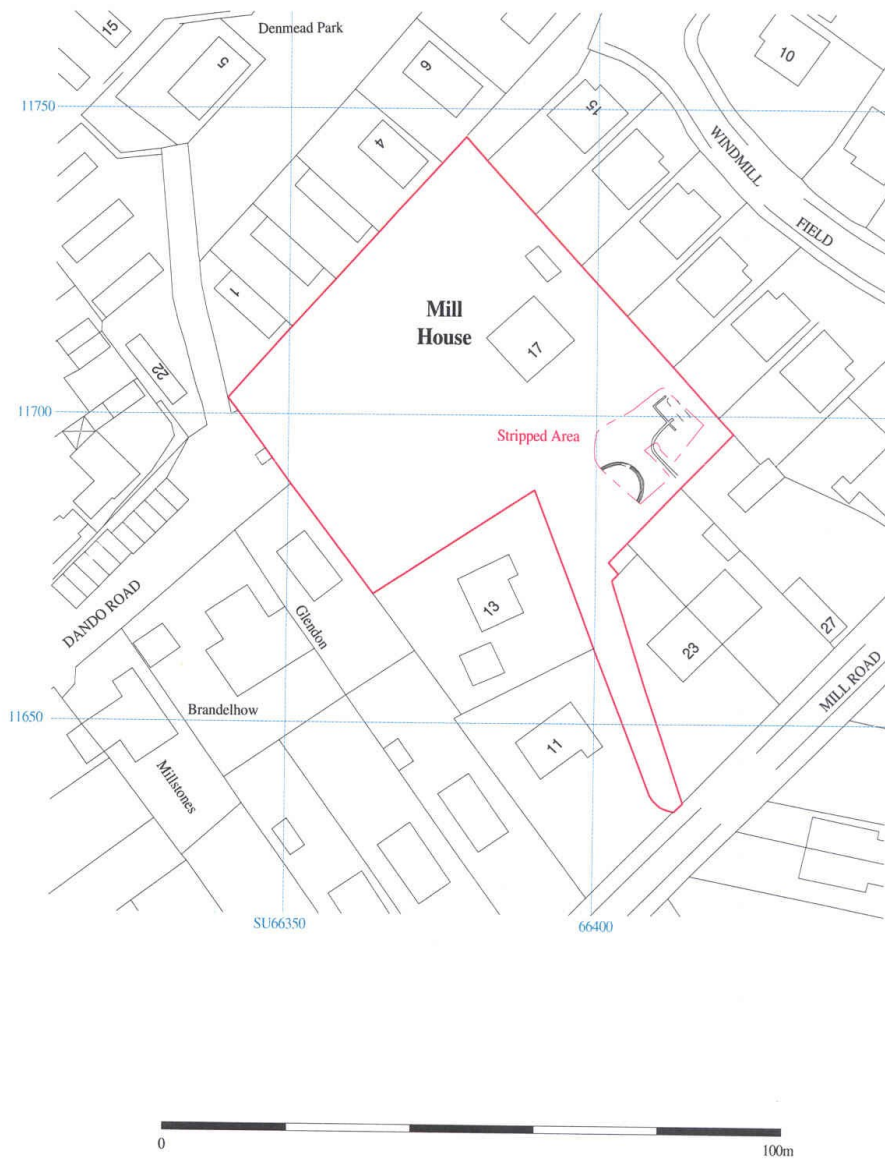 15
Denmead Park
5
6
10
11750
15
4
WINDMILL
FIELD
1
Mill
House
17
22
11700
Stripped Area
DANDO ROAD
13
Glendon
27
23
MILL ROAD
Brandelhow
11650
11
Millstones
SU66350
66400
0
100m